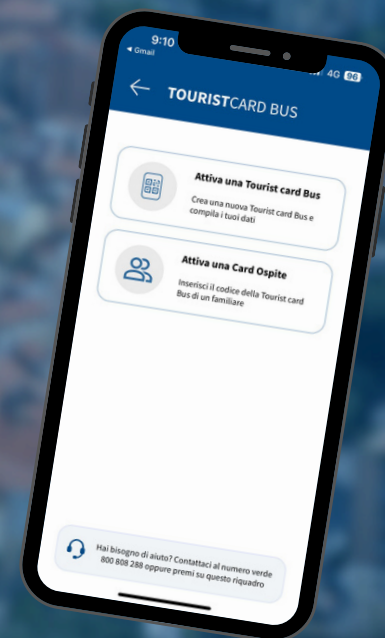 9:10
◀ Gmail
4G 96
TOURISTCARD BUS
Attiva una Tourist card Bus
Crea una nuova Tourist card Bus e
compila i tuoi dati
Attiva una Card Ospite
Inserisci il codice della Tourist card
Bus di un familiare
Hai bisogno di aiuto? Contattaci al numero verde
800 808 288 oppure premi su questo riquadro